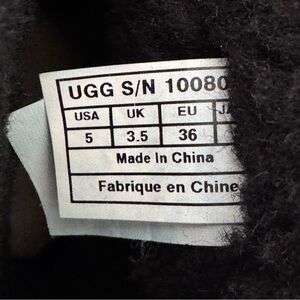 UGG S/N 10080
USA UK EU
5 3.5 36
Made In China
Fabrique en Chine